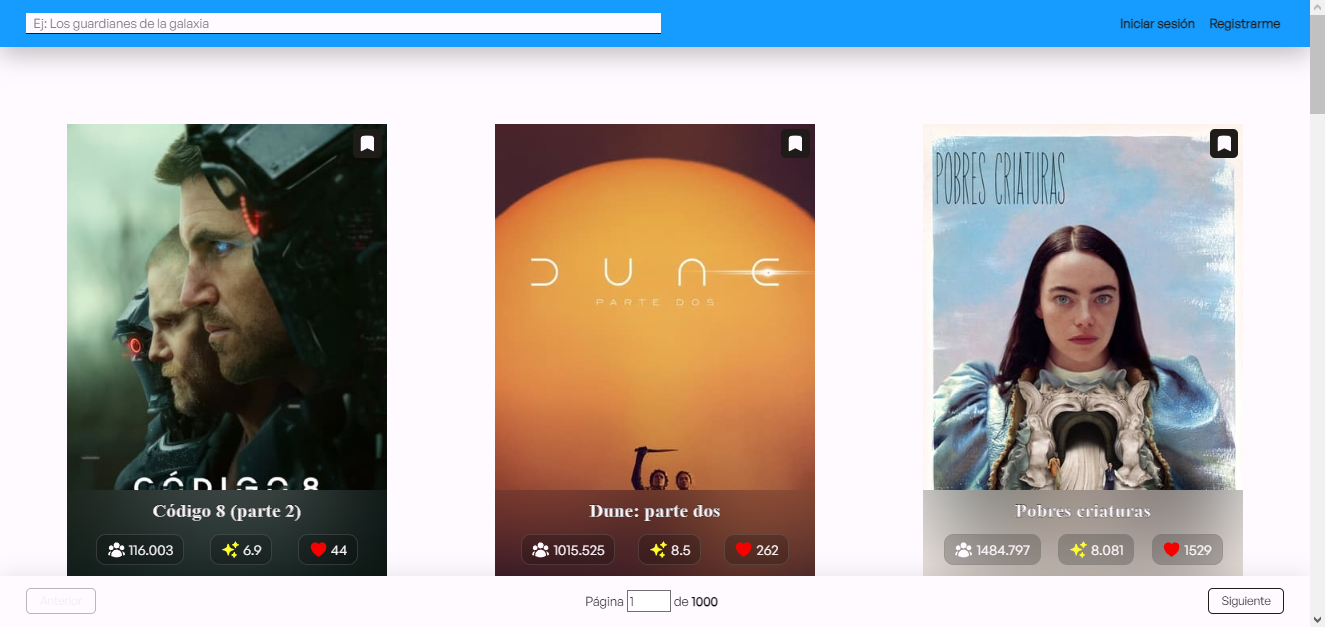 Ej: Los guardianes de la galaxia
Iniciar sesión Registrarme
CÓDIGO 8
Código 8 (parte 2)
116.003 6.9 44
DUNE
PARTE DOS
Dune: parte dos
1015.525 8.5 262
POBRES CRIATURAS
Pobres criaturas
1484.797 8.081 1529
Anterior
Página 1 de 1000
Siguiente